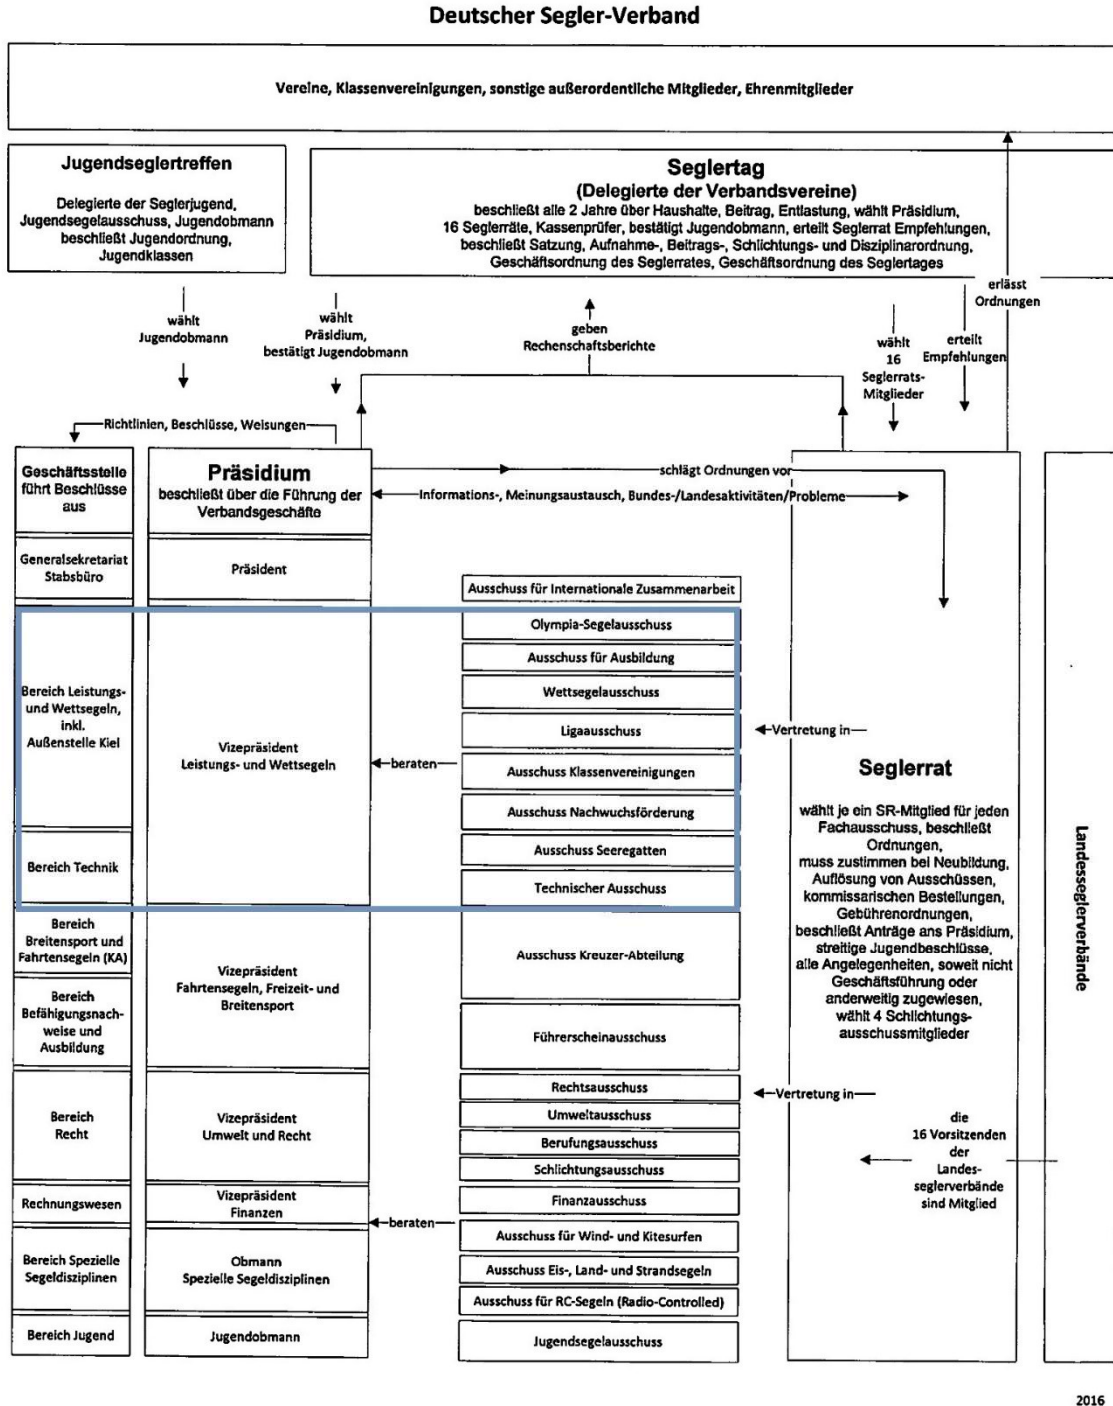 Deutscher Segler-Verband
Vereine, Klassenvereinigungen, sonstige außerordentliche Mitglieder, Ehrenmitglieder
Jugendseglertreffen
Delegierte der Seglerjugend,
Jugendsegelausschuss, Jugendobmann
beschließt Jugendordnung,
Jugendklassen
Seglertag
(Delegierte der Verbandsvereine)
beschließt alle 2 Jahre über Haushalte, Beitrag, Entlastung, wählt Präsidium,
16 Seglerräte, Kassenprüfer, bestätigt Jugendobmann, erteilt Seglerrat Empfehlungen,
beschließt Satzung, Aufnahme-, Beitrags-, Schlichtungs- und Disziplinarordnung,
Geschäftsordnung des Seglerrates, Geschäftsordnung des Seglertages
erlässt
Ordnungen
wählt
Jugendobmann
wählt
Präsidium,
bestätigt Jugendobmann
geben
Rechenschaftsberichte
wählt
16
Seglerrats-
Mitglieder
erteilt
Empfehlungen
Richtlinien, Beschlüsse, Weisungen
Geschäftsstelle
führt Beschlüsse
aus
Präsidium
beschließt über die Führung der
Verbandsgeschäfte
schlägt Ordnungen vor
Informations-, Meinungsaustausch, Bundes-/Landesaktivitäten/Probleme
Generalsekretariat
Stabsbüro
Präsident
Ausschuss für Internationale Zusammenarbeit
Bereich Leistungs-
und Wettsegeln,
inkl.
Außenstelle Kiel
Bereich Technik
Vizepräsident
Leistungs- und Wettsegeln
beraten
Olympia-Segelausschuss
Ausschuss für Ausbildung
Wettsegelausschuss
Ligaausschuss
Ausschuss Klassenvereinigungen
Ausschuss Nachwuchsförderung
Ausschuss Seeregatten
Technischer Ausschuss
Vertretung in
Seglerrat
wählt je ein SR-Mitglied für jeden
Fachausschuss, beschließt
Ordnungen,
muss zustimmen bei Neubildung,
Auflösung von Ausschüssen,
kommissarischen Bestellungen,
Gebührenordnungen,
beschließt Anträge ans Präsidium,
streitige Jugendbeschlüsse,
alle Angelegenheiten, soweit nicht
Geschäftsführung oder
anderweitig zugewiesen,
wählt 4 Schlichtungs-
ausschussmitglieder
Landesseglerverbände
Bereich
Breitensport und
Fahrtensegeln (KA)
Bereich
Befähigungsnach-
weise und
Ausbildung
Vizepräsident
Fahrtensegeln, Freizeit- und
Breitensport
Ausschuss Kreuzer-Abteilung
Führerscheinausschuss
Bereich
Recht
Vizepräsident
Umwelt und Recht
Rechtsausschuss
Umweltausschuss
Berufungsausschuss
Schlichtungsausschuss
Vertretung in
die
16 Vorsitzenden
der
Landes-
seglerverbände
sind Mitglied
Rechnungswesen
Vizepräsident
Finanzen
beraten
Finanzausschuss
Ausschuss für Wind- und Kitesurfen
Bereich Spezielle
Segeldisziplinen
Obmann
Spezielle Segeldisziplinen
Ausschuss Eis-, Land- und Strandsegeln
Ausschuss für RC-Segeln (Radio-Controlled)
Bereich Jugend
Jugendobmann
Jugendsegelausschuss
2016